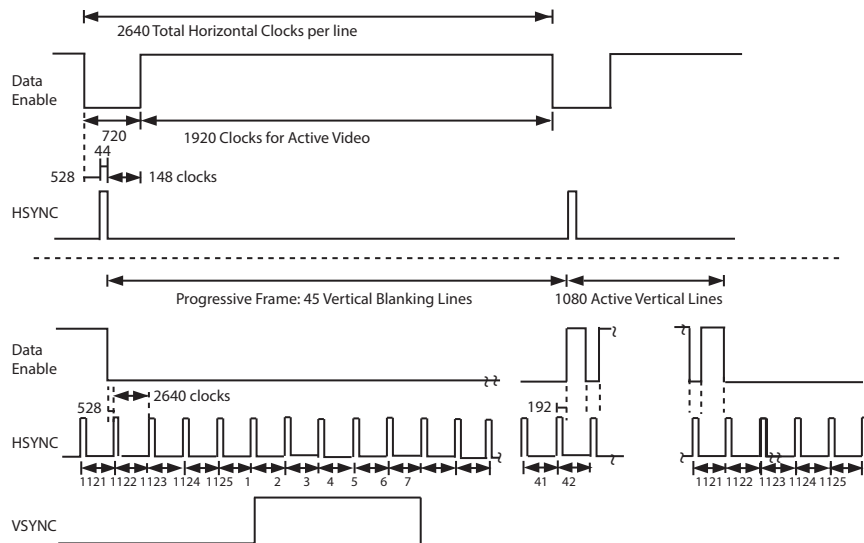 2640 Total Horizontal Clocks per line
Data
Enable
720
1920 Clocks for Active Video
44
528
148 clocks
HSYNC
Progressive Frame: 45 Vertical Blanking Lines
1080 Active Vertical Lines
Data
Enable
2640 clocks
528
192
HSYNC
1121 1122 1123 1124 1125 1 2 3 4 5 6 7 41 42 1121 1122 1123 1124 1125
VSYNC